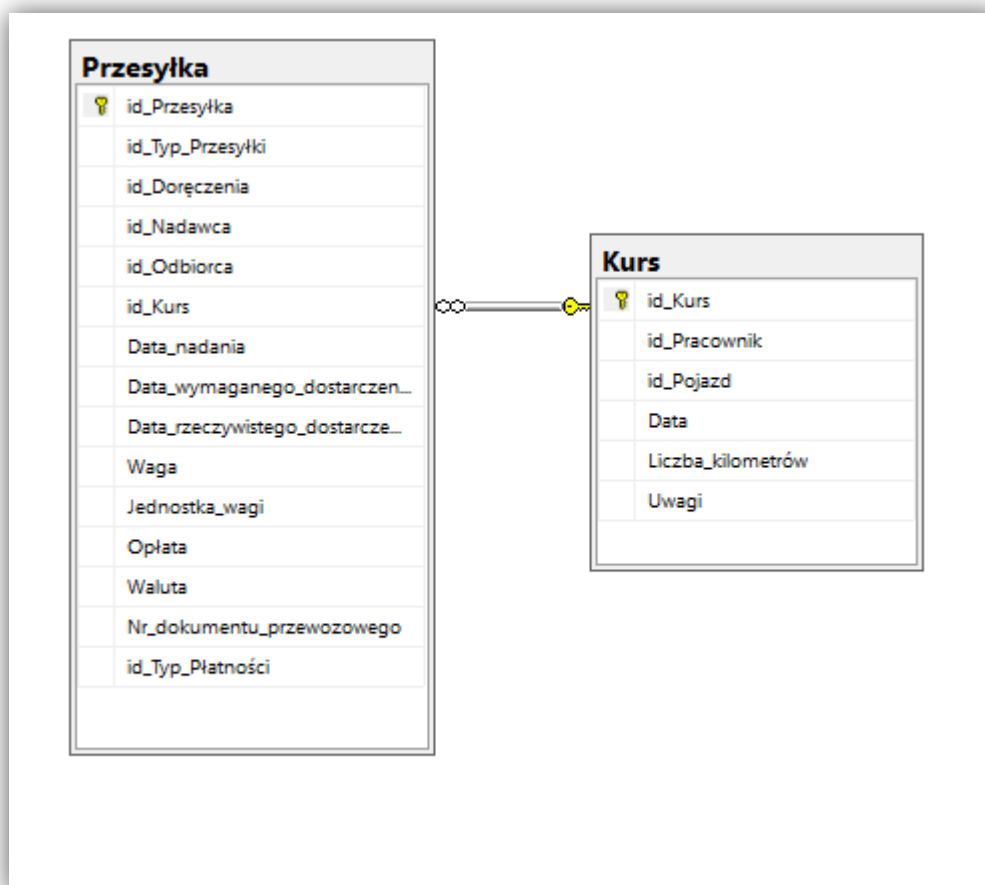 Przesyłka
id_Przesyłka
id_Typ_Przesyłki
id_Doręczenia
id_Nadawca
id_Odbiorca
id_Kurs
Data_nadania
Data_wymaganego_dostarczen...
Data_rzeczywistego_dostarcze...
Waga
Jednostka_wagi
Opłata
Waluta
Nr_dokumentu_przewozowego
id_Typ_Płatności
Kurs
id_Kurs
id_Pracownik
id_Pojazd
Data
Liczba_kilometrów
Uwagi